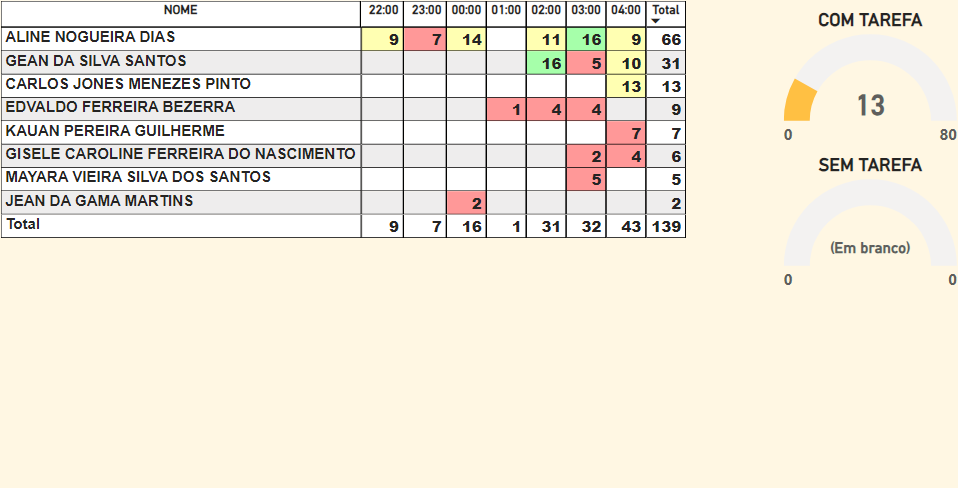 NOME 22:00 23:00 00:00 01:00 02:00 03:00 04:00 Total
ALINE NOGUEIRA DIAS 9 7 14 11 16 9 66
GEAN DA SILVA SANTOS 16 5 10 31
CARLOS JONES MENEZES PINTO 13 13
EDVALDO FERREIRA BEZERRA 1 4 4 9
KAUAN PEREIRA GUILHERME 7 7
GISELE CAROLINE FERREIRA DO NASCIMENTO 2 4 6
MAYARA VIEIRA SILVA DOS SANTOS 5 5
JEAN DA GAMA MARTINS 2 2
Total 9 7 16 1 31 32 43 139
COM TAREFA
13
0 80
SEM TAREFA
(Em branco)
0 0